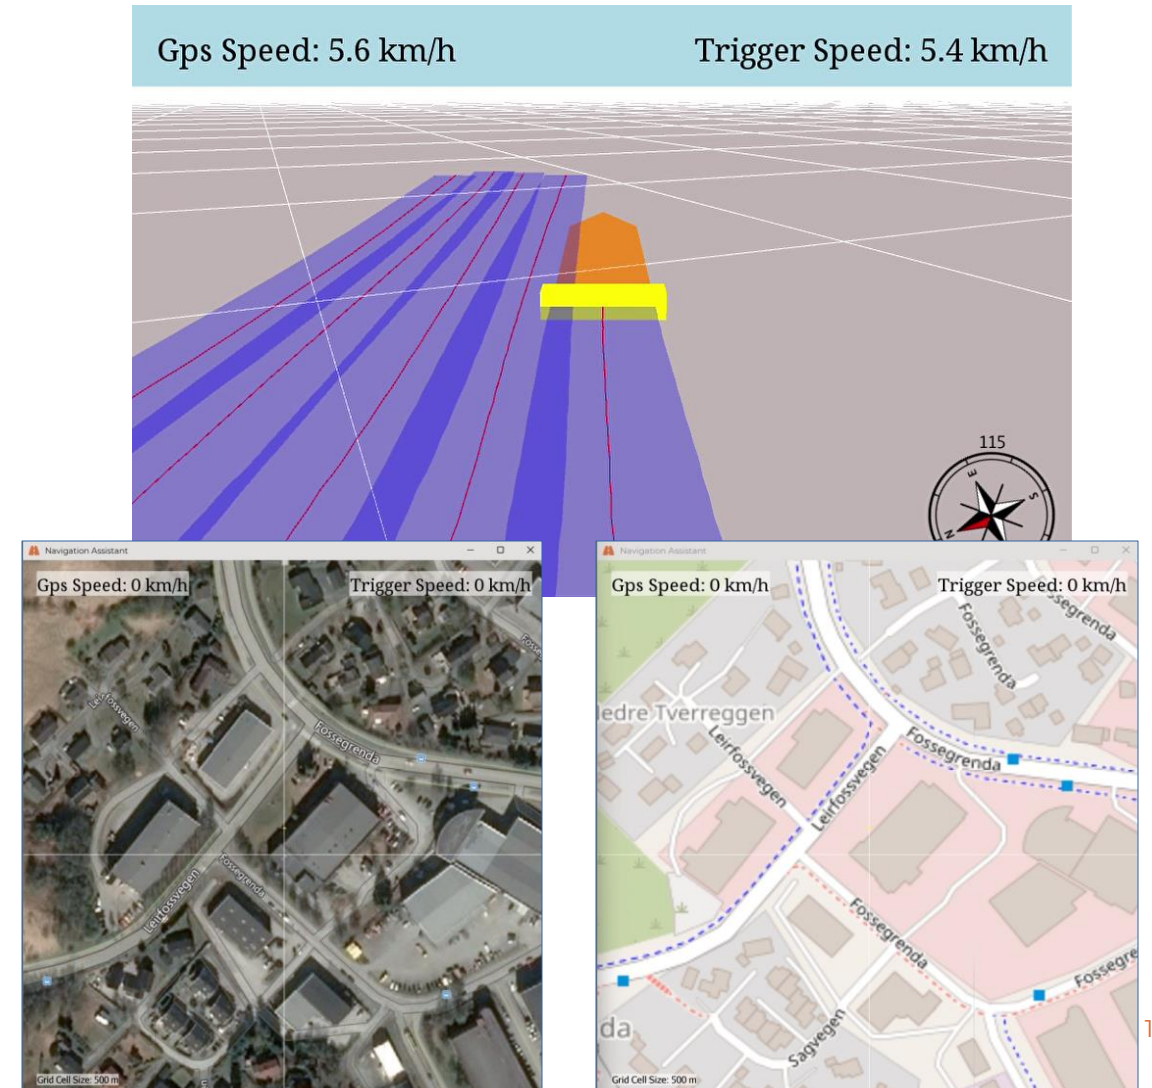 Gps Speed: 5.6 km/h
Trigger Speed: 5.4 km/h
115
E
S
N
Navigation Assistant
Gps Speed: 0 km/h
Trigger Speed: 0 km/h
Leirfossvegen
Fossegrenda
Fossegrenda
Leirfossvegen
Grid Cell Size: 500 m
Navigation Assistant
Gps Speed: 0 km/h
Trigger Speed: 0 km/h
ssegrenda
Fossegrenda
ledre Tverreggen
Leirfossvegen
Fossegrenda
Leirfossvegen
Fossegrenda
Fossegre
da
Sagvegen
Grid Cell Size: 500 m
1